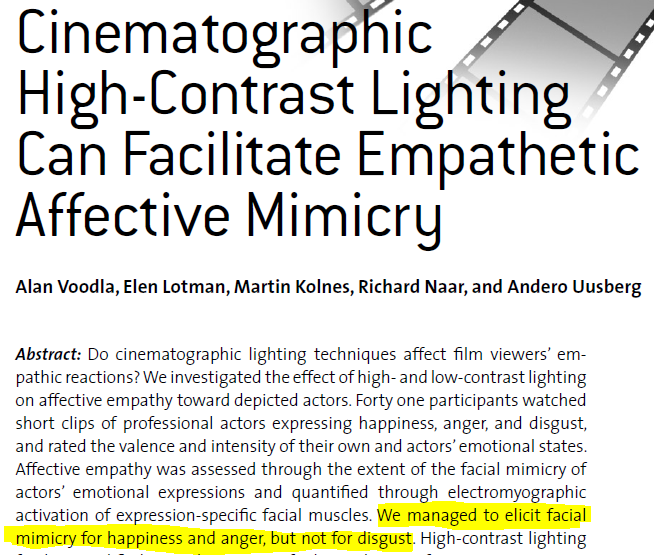 Cinematographic
High-Contrast Lighting
Can Facilitate Empathetic
Affective Mimicry
Alan Voodla, Elen Lotman, Martin Kolnes, Richard Naar, and Andero Uusberg
Abstract: Do cinematographic lighting techniques affect film viewers' em-
pathic reactions? We investigated the effect of high- and low-contrast lighting
on affective empathy toward depicted actors. Forty one participants watched
short clips of professional actors expressing happiness, anger, and disgust,
and rated the valence and intensity of their own and actors' emotional states.
Affective empathy was assessed through the extent of the facial mimicry of
actors' emotional expressions and quantified through electromyographic
activation of expression-specific facial muscles. We managed to elicit facial
mimicry for happiness and anger, but not for disgust. High-contrast lighting